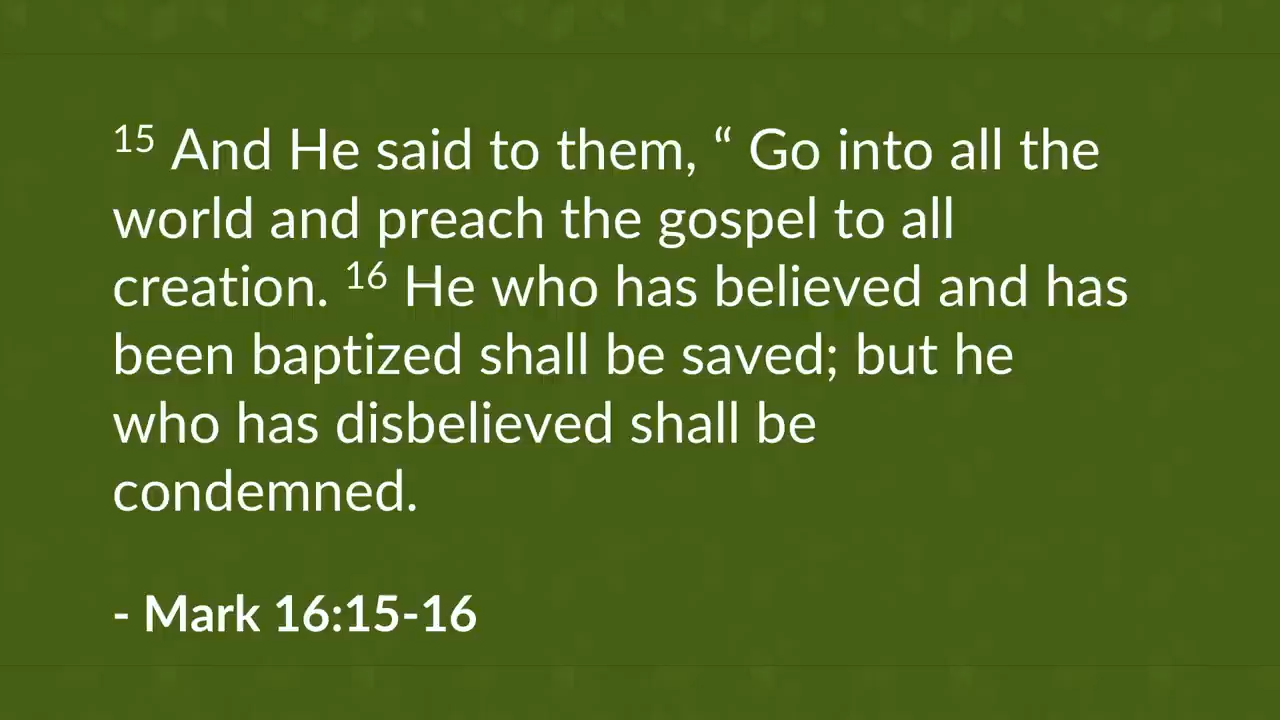 15 And He said to them, “ Go into all the
world and preach the gospel to all
creation. 16 He who has believed and has
been baptized shall be saved; but he
who has disbelieved shall be
condemned.
- Mark 16:15-16